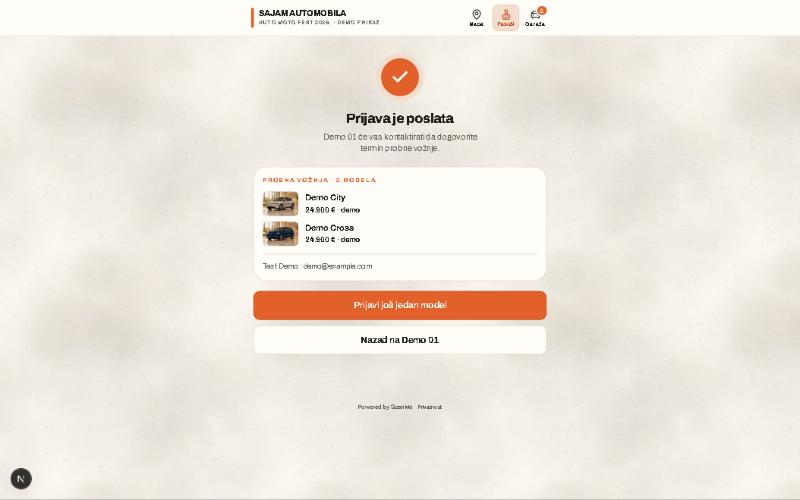 SAJAM AUTOMOBILA
AUTO MOTO FEST 2026. · DEMO PRIKAZ
Mapa
Pasoš
Garaža
Prijava je poslata
Demo 01 će vas kontaktirati da dogovorite
termin probne vožnje.
PROBNA VOŽNJA · 2 MODELA
Demo City
24.900 € · demo
Demo Cross
24.900 € · demo
Test Demo · demo@example.com
Prijavi još jedan model
Nazad na Demo 01
Powered by ScanMe · Privatnost
N